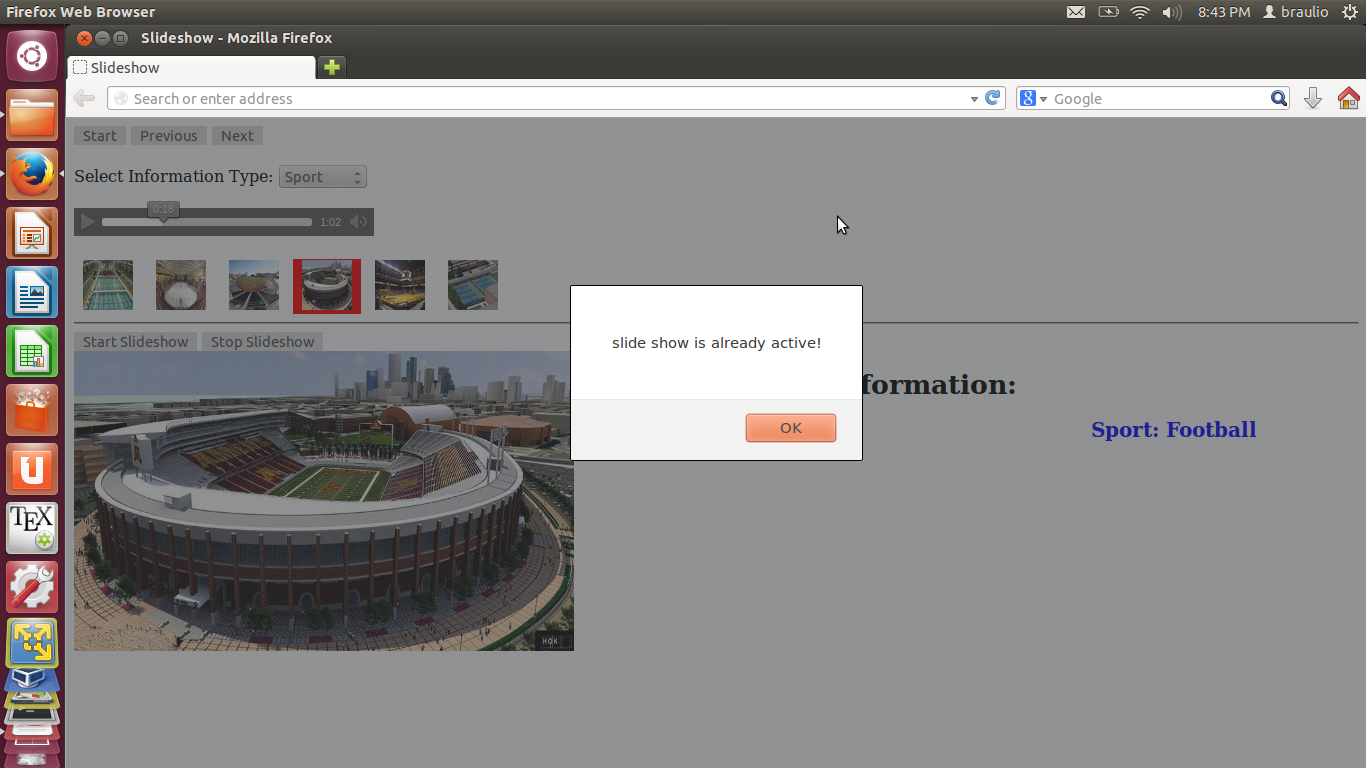 Firefox Web Browser
8:43 PM braulio
Slideshow - Mozilla Firefox
Slideshow
Search or enter address
8 Google
Start Previous Next
Select Information Type: Sport
0:18
1:02
slide show is already active!
OK
Start Slideshow Stop Slideshow
formation:
Sport: Football
HOK
U
TEX